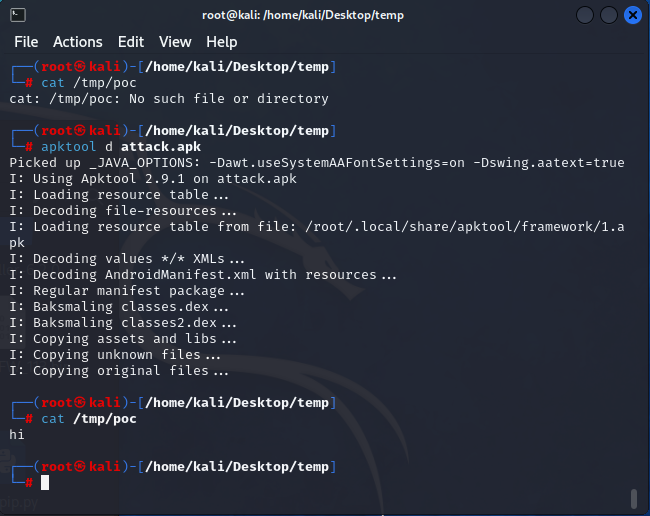 root@kali: /home/kali/Desktop/temp
File Actions Edit View Help
┌──(root㉿kali)-[/home/kali/Desktop/temp]
└─# cat /tmp/poc
cat: /tmp/poc: No such file or directory
┌──(root㉿kali)-[/home/kali/Desktop/temp]
└─# apktool d attack.apk
Picked up _JAVA_OPTIONS: -Dawt.useSystemAAFontSettings=on -Dswing.aatext=true
I: Using Apktool 2.9.1 on attack.apk
I: Loading resource table...
I: Decoding file-resources...
I: Loading resource table from file: /root/.local/share/apktool/framework/1.a
pk
I: Decoding values */* XMLs...
I: Decoding AndroidManifest.xml with resources...
I: Regular manifest package...
I: Baksmaling classes.dex...
I: Baksmaling classes2.dex...
I: Copying assets and libs...
I: Copying unknown files...
I: Copying original files...
┌──(root㉿kali)-[/home/kali/Desktop/temp]
└─# cat /tmp/poc
hi
┌──(root㉿kali)-[/home/kali/Desktop/temp]
└─#